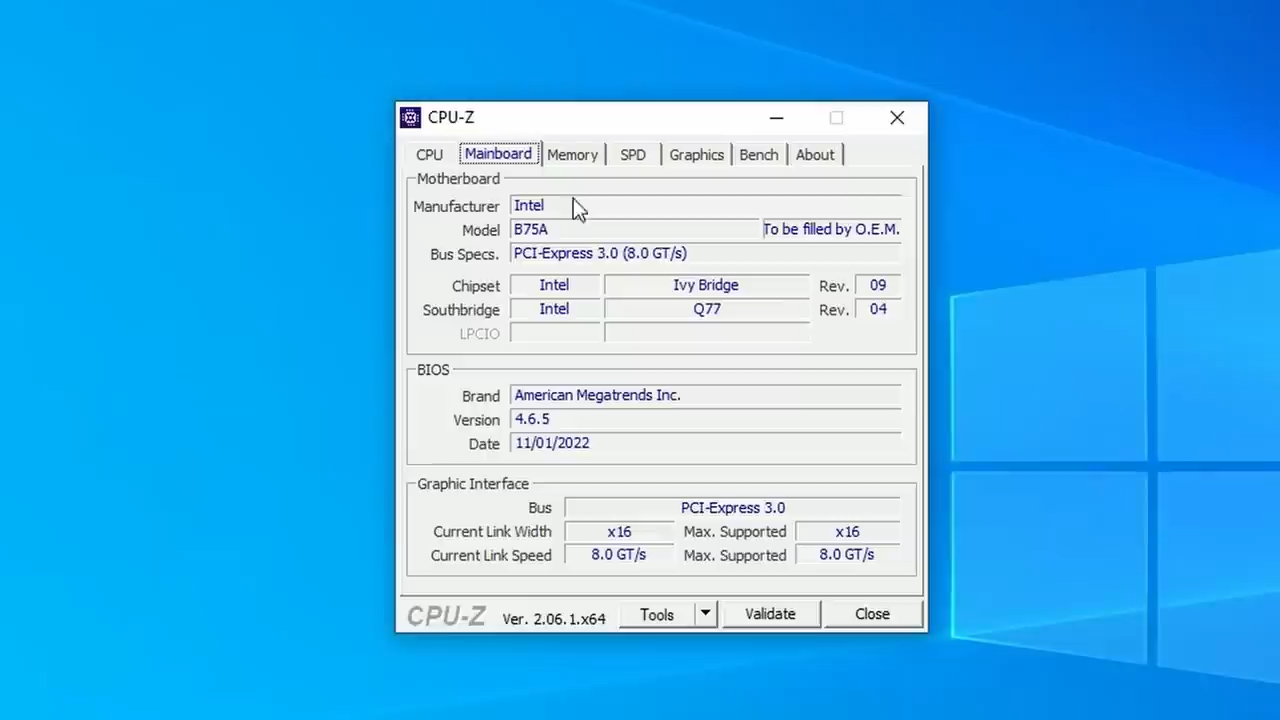 CPU-Z
CPU Mainboard Memory SPD Graphics Bench About
Motherboard
Manufacturer Intel
Model B75A To be filled by O.E.M.
Bus Specs. PCI-Express 3.0 (8.0 GT/s)
Chipset Intel Ivy Bridge Rev. 09
Southbridge Intel Q77 Rev. 04
LPCIO
BIOS
Brand American Megatrends Inc.
Version 4.6.5
Date 11/01/2022
Graphic Interface
Bus PCI-Express 3.0
Current Link Width x16 Max. Supported x16
Current Link Speed 8.0 GT/s Max. Supported 8.0 GT/s
CPU-Z Ver. 2.06.1.x64 Tools Validate Close